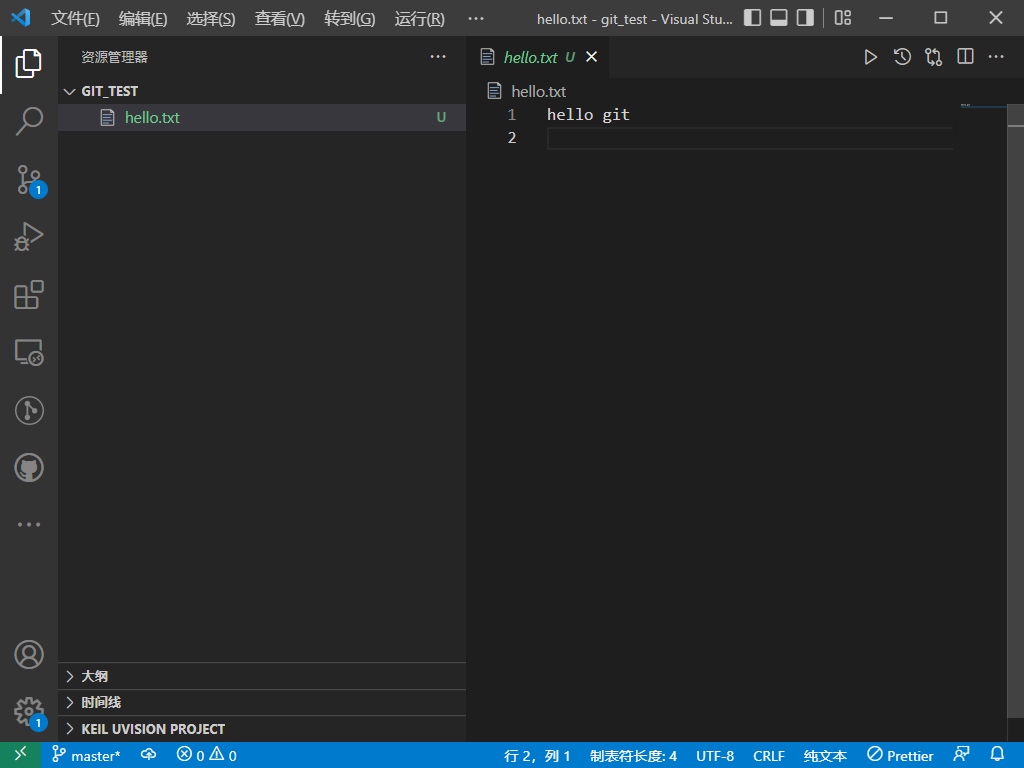 文件(F) 编辑(E) 选择(S) 查看(V) 转到(G) 运行(R) ··· hello.txt - git_test - Visual Stu...
资源管理器 ···
GIT_TEST
hello.txt U
1
1
大纲
时间线
KEIL UVISION PROJECT
hello.txt U
hello.txt
1 hello git
2
master* 0 0 行 2，列 1 制表符长度: 4 UTF-8 CRLF 纯文本 Prettier